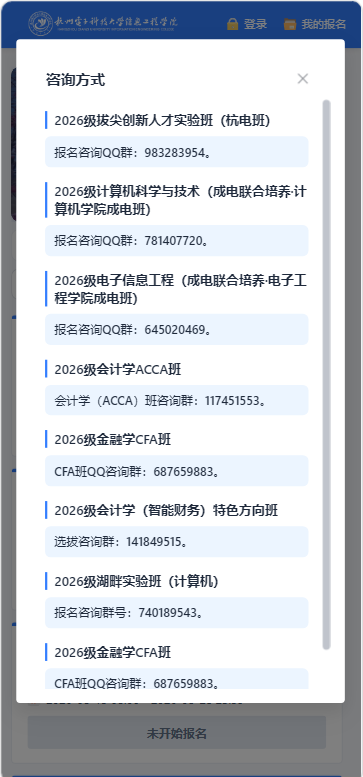 杭州电子科技大学信息工程学院
登录
我的报名
咨询方式
2026级拔尖创新人才实验班（杭电班）
报名咨询QQ群：983283954。
2026级计算机科学与技术（成电联合培养·计
算机学院成电班）
报名咨询QQ群：781407720。
2026级电子信息工程（成电联合培养·电子工
程学院成电班）
报名咨询QQ群：645020469。
2026级会计学ACCA班
会计学（ACCA）班咨询群：117451553。
2026级金融学CFA班
CFA班QQ咨询群：687659883。
2026级会计学（智能财务）特色方向班
选拔咨询群：141849515。
2026级湖畔实验班（计算机）
报名咨询群号：740189543。
2026级金融学CFA班
CFA班QQ咨询群：687659883。
未开始报名